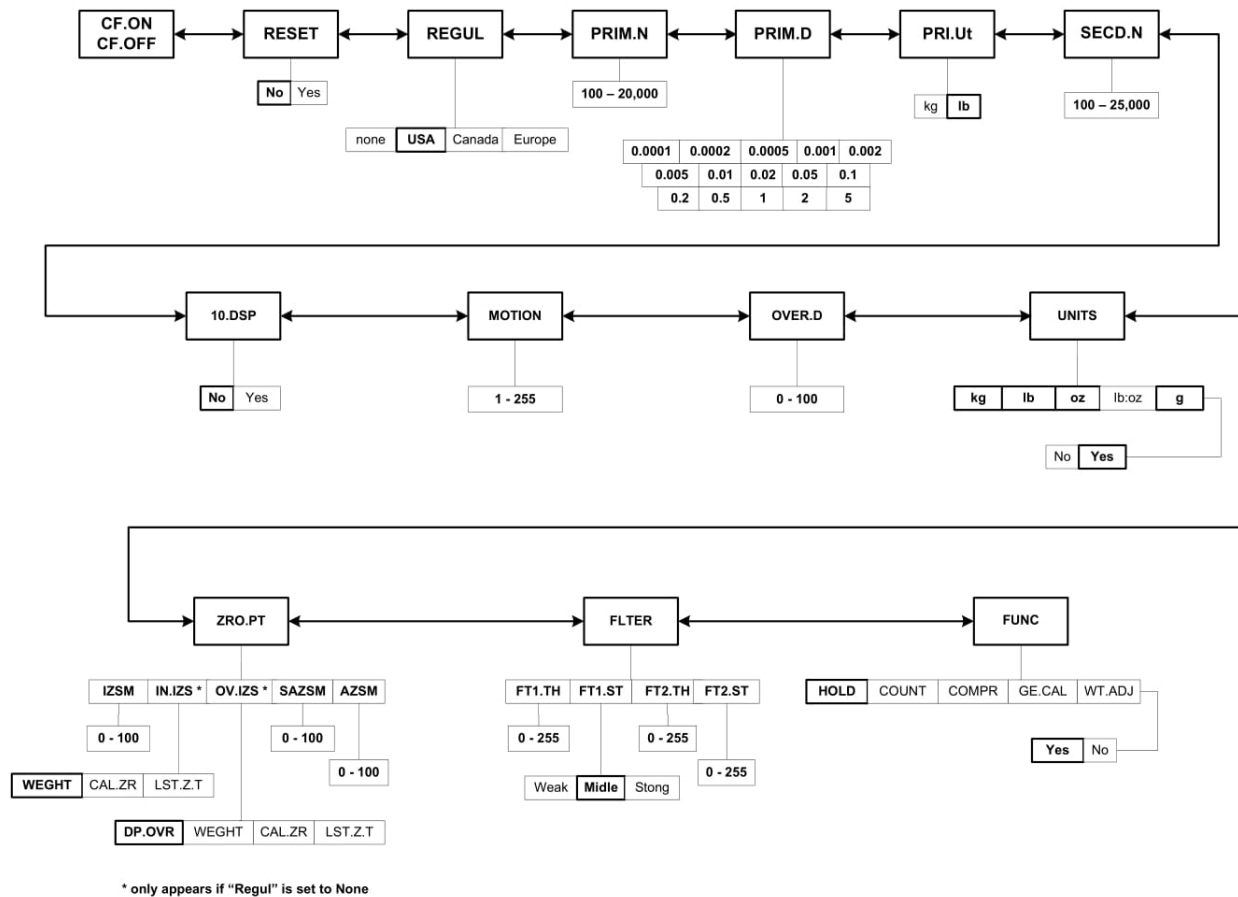 CF.ON
CF.OFF
RESET
REGUL
PRIM.N
PRIM.D
PRI.Ut
SECD.N
No Yes
100 – 20,000
kg lb
100 – 25,000
none USA Canada Europe
0.0001 0.0002 0.0005 0.001 0.002
0.005 0.01 0.02 0.05 0.1
0.2 0.5 1 2 5
10.DSP
MOTION
OVER.D
UNITS
No Yes
1 - 255
0 - 100
kg lb oz lb:oz g
No Yes
ZRO.PT
FLTER
FUNC
IZSM IN.IZS * OV.IZS * SAZSM AZSM
FT1.TH FT1.ST FT2.TH FT2.ST
HOLD COUNT COMPR GE.CAL WT.ADJ
0 - 100
0 - 100
0 - 255
0 - 255
Yes No
0 - 100
0 - 255
WEGHT CAL.ZR LST.Z.T
Weak Midle Stong
DP.OVR WEGHT CAL.ZR LST.Z.T
* only appears if “Regul” is set to None